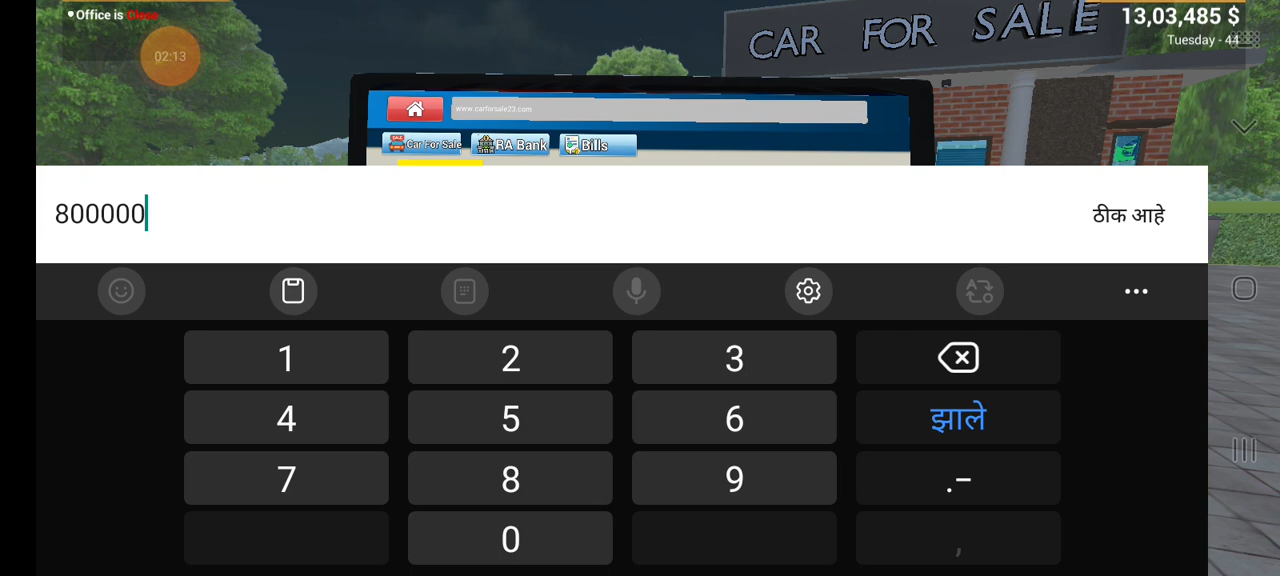 Office is Close
13,03,485 $
Tuesday - 44
02:13
CAR FOR SALE
www.carforsale23.com
Car For Sale
RA Bank
Bills
800000
ठीक आहे
1 2 3
4 5 6 झाले
7 8 9 .-
0 ,